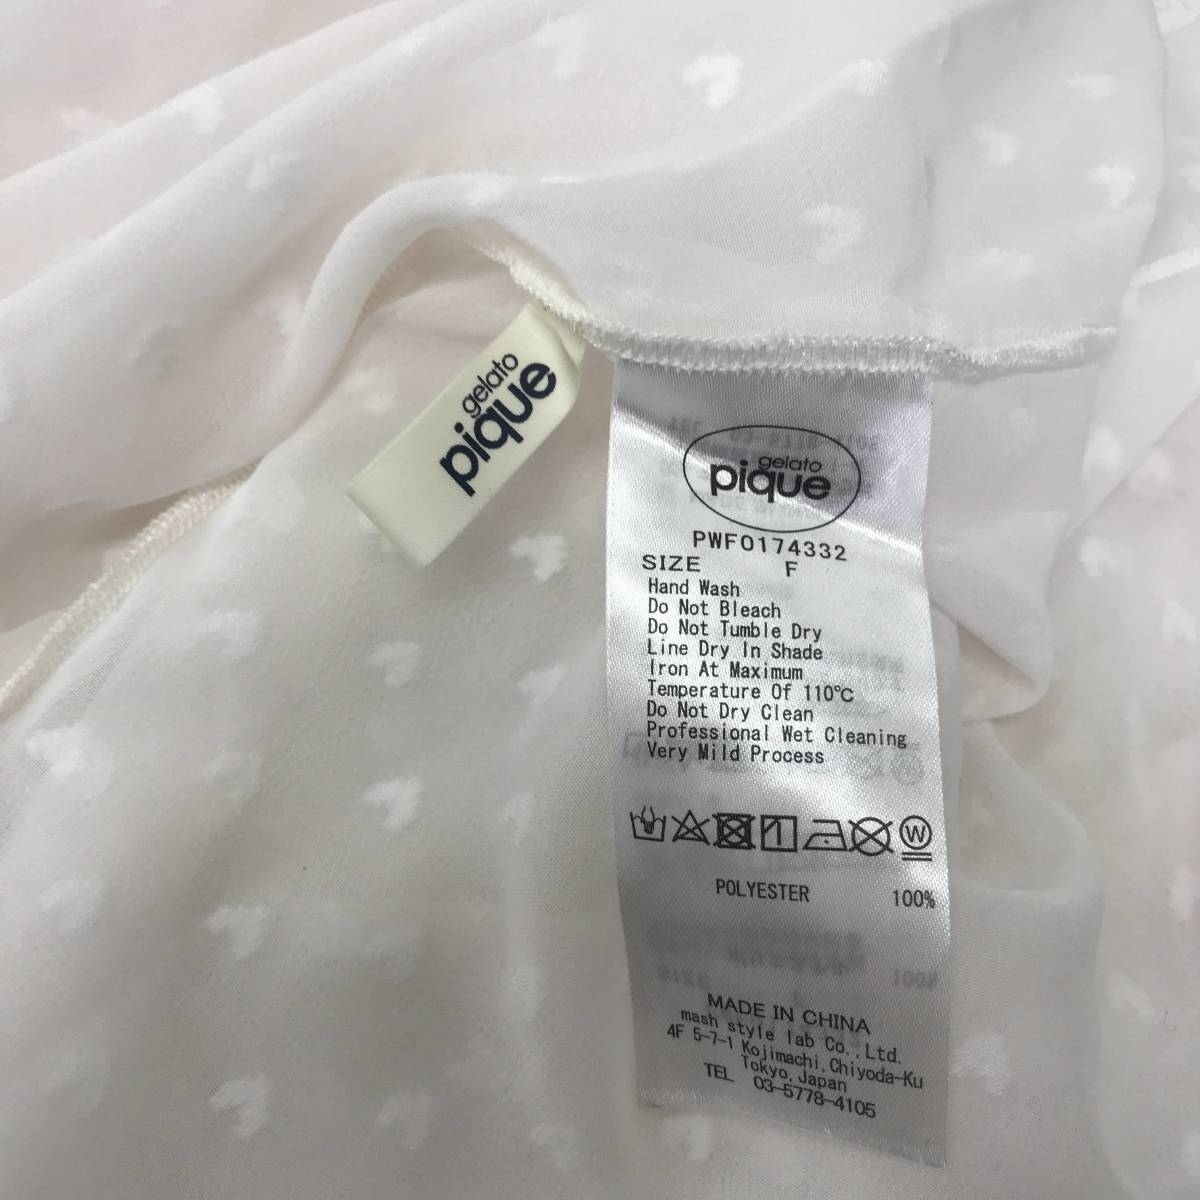 gelato
pique
gelato
pique
PWFO174332
SIZE F
Hand Wash
Do Not Bleach
Do Not Tumble Dry
Line Dry In Shade
Iron At Maximum
Temperature Of 110℃
Do Not Dry Clean
Professional Wet Cleaning
Very Mild Process
W
POLYESTER 100%
MADE IN CHINA
mash style lab Co.,Ltd.
4F 5-7-1 Kojimachi,Chiyoda-Ku
Tokyo,Japan
TEL 03-5778-4105